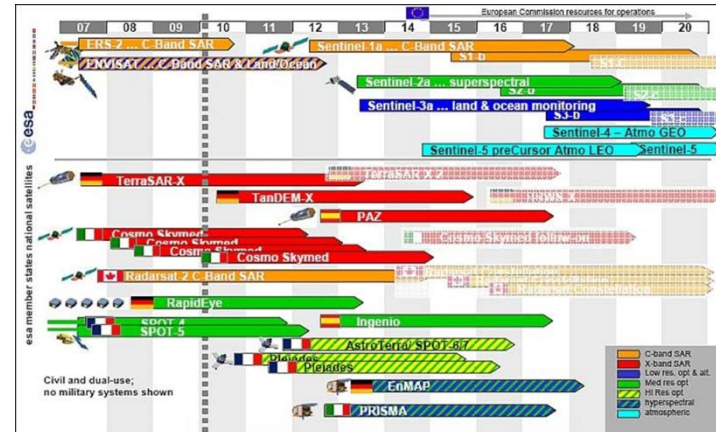 European Commission resources for operations
07 08 09 10 11 12 13 14 15 16 17 18 19 20
ERS-2 ... C-Band SAR
Sentinel-1a ... C-Band SAR
S1-b
S1-c
ENVISAT ... C-Band SAR & Land/Ocean
Sentinel-2a ... superspectral
S2-b
S2-c
Sentinel-3a ... land & ocean monitoring
S3-b
S3-c
Sentinel-4 – Atmo GEO
Sentinel-5 preCursor Atmo LEO
Sentinel-5
esa
esa member states national satellites
TerraSAR-X
TerraSAR X 2
TanDEM-X
PAZ
Cosmo Skymed
Cosmo Skymed
Cosmo Skymed
Cosmo Skymed
Cosmo Skymed follow-on
Radarsat-2 C-Band SAR
Radarsat Constellation
RapidEye
SPOT-4
Ingenio
SPOT-5
AstroTerra/ SPOT-6/7
Pleiades
Pleiades
EnMAP
PRISMA
Civil and dual-use;
no military systems shown
C-band SAR
X-band SAR
Low res. opt & alt.
Med res opt
HI Res opt
hyperspectral
atmospheric